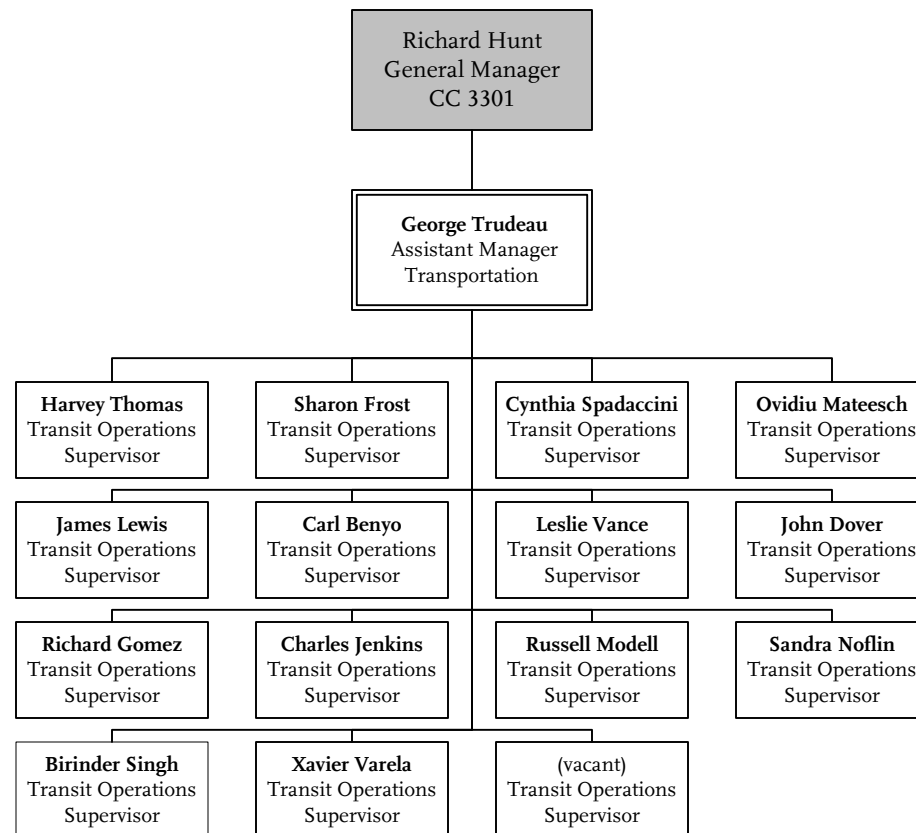 Richard Hunt
General Manager
CC 3301
George Trudeau
Assistant Manager
Transportation
Harvey Thomas
Transit Operations
Supervisor
Sharon Frost
Transit Operations
Supervisor
Cynthia Spadaccini
Transit Operations
Supervisor
Ovidiu Mateesch
Transit Operations
Supervisor
James Lewis
Transit Operations
Supervisor
Carl Benyo
Transit Operations
Supervisor
Leslie Vance
Transit Operations
Supervisor
John Dover
Transit Operations
Supervisor
Richard Gomez
Transit Operations
Supervisor
Charles Jenkins
Transit Operations
Supervisor
Russell Modell
Transit Operations
Supervisor
Sandra Noflin
Transit Operations
Supervisor
Birinder Singh
Transit Operations
Supervisor
Xavier Varela
Transit Operations
Supervisor
(vacant)
Transit Operations
Supervisor